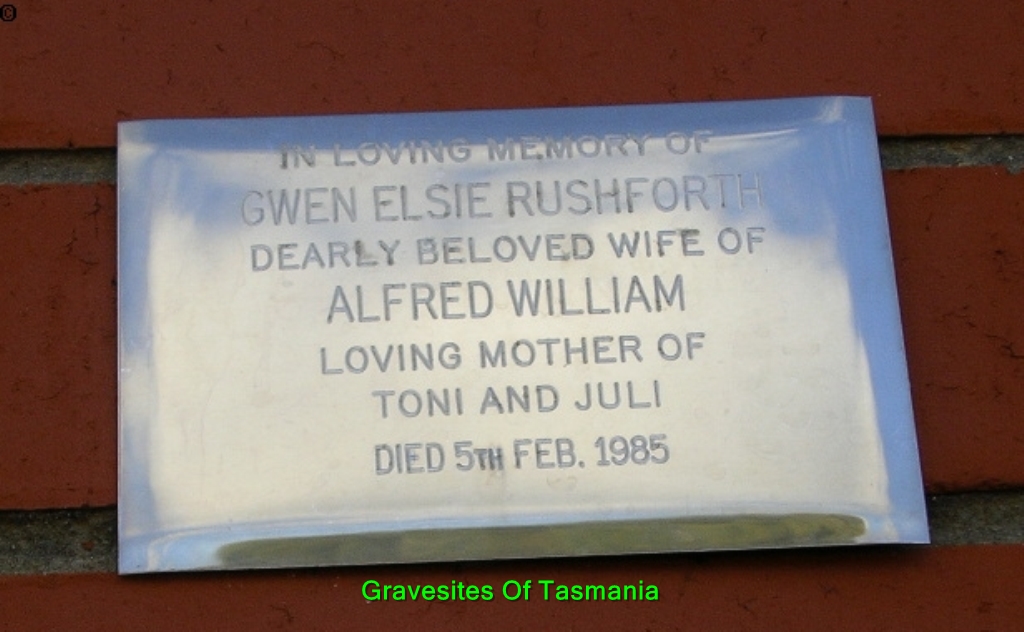 ©
IN LOVING MEMORY OF
GWEN ELSIE RUSHFORTH
DEARLY BELOVED WIFE OF
ALFRED WILLIAM
LOVING MOTHER OF
TONI AND JULI
DIED 5TH FEB. 1985
Gravesites Of Tasmania